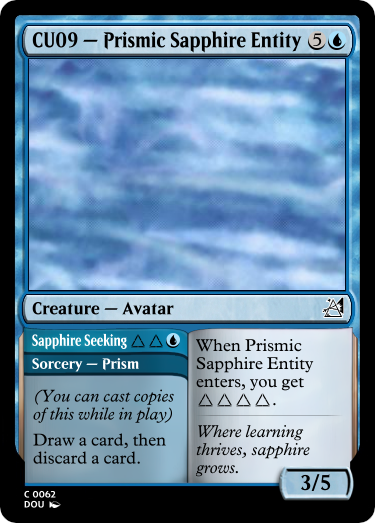 CU09 — Prismic Sapphire Entity 5
Creature — Avatar
Sapphire Seeking △ △
Sorcery — Prism
(You can cast copies
of this while in play)
Draw a card, then
discard a card.
When Prismic
Sapphire Entity
enters, you get
△ △ △ △.
Where learning
thrives, sapphire
grows.
3/5
C 0062
DOU